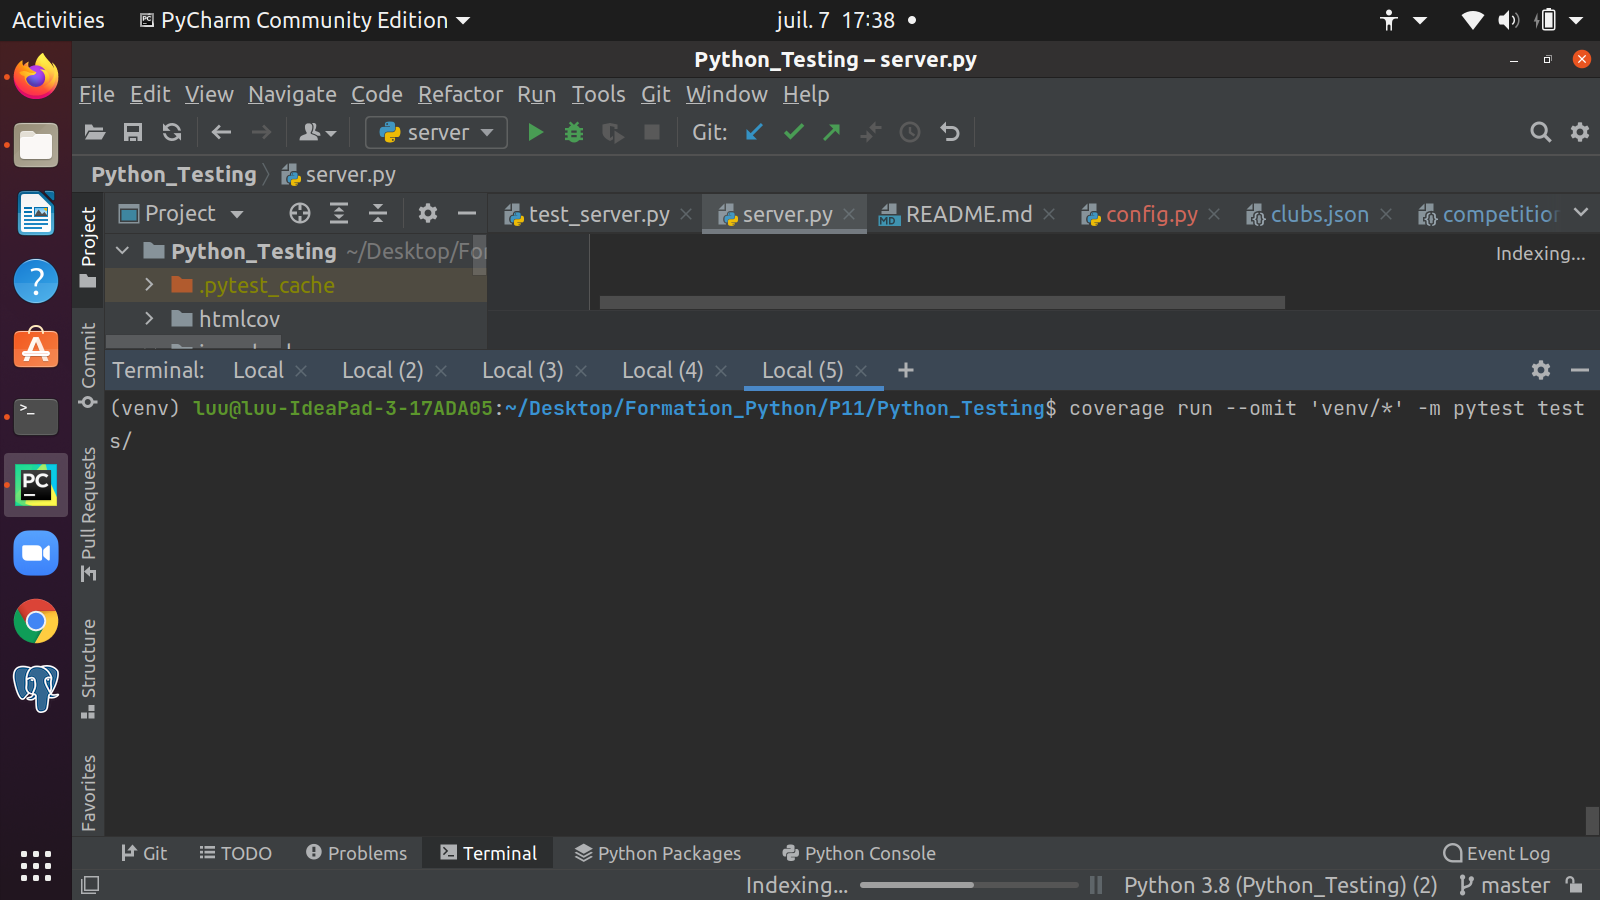 Activities PyCharm Community Edition juil. 7 17:38
Python_Testing – server.py
File Edit View Navigate Code Refactor Run Tools Git Window Help
server Git:
Python_Testing server.py
Project test_server.py server.py README.md config.py clubs.json competition
Python_Testing ~/Desktop/For Indexing...
.pytest_cache
htmlcov
Project
Commit
Pull Requests
Structure
Favorites
Terminal: Local Local (2) Local (3) Local (4) Local (5)
(venv) luu@luu-IdeaPad-3-17ADA05:~/Desktop/Formation_Python/P11/Python_Testing$ coverage run --omit 'venv/*' -m pytest test
s/
Git TODO Problems Terminal Python Packages Python Console Event Log
Indexing... Python 3.8 (Python_Testing) (2) master